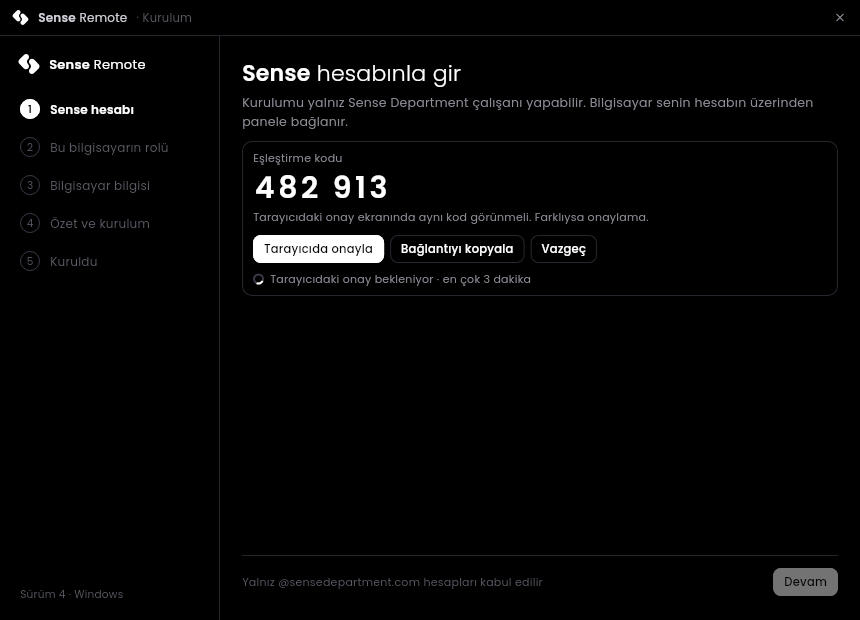 Sense Remote · Kurulum
Sense Remote
1 Sense hesabı
2 Bu bilgisayarın rolü
3 Bilgisayar bilgisi
4 Özet ve kurulum
5 Kuruldu
Sürüm 4 · Windows
Sense hesabınla gir
Kurulumu yalnız Sense Department çalışanı yapabilir. Bilgisayar senin hesabın üzerinden
panele bağlanır.
Eşleştirme kodu
482 913
Tarayıcıdaki onay ekranında aynı kod görünmeli. Farklıysa onaylama.
Tarayıcıda onayla Bağlantıyı kopyala Vazgeç
Tarayıcıdaki onay bekleniyor · en çok 3 dakika
Yalnız @sensedepartment.com hesapları kabul edilir
Devam